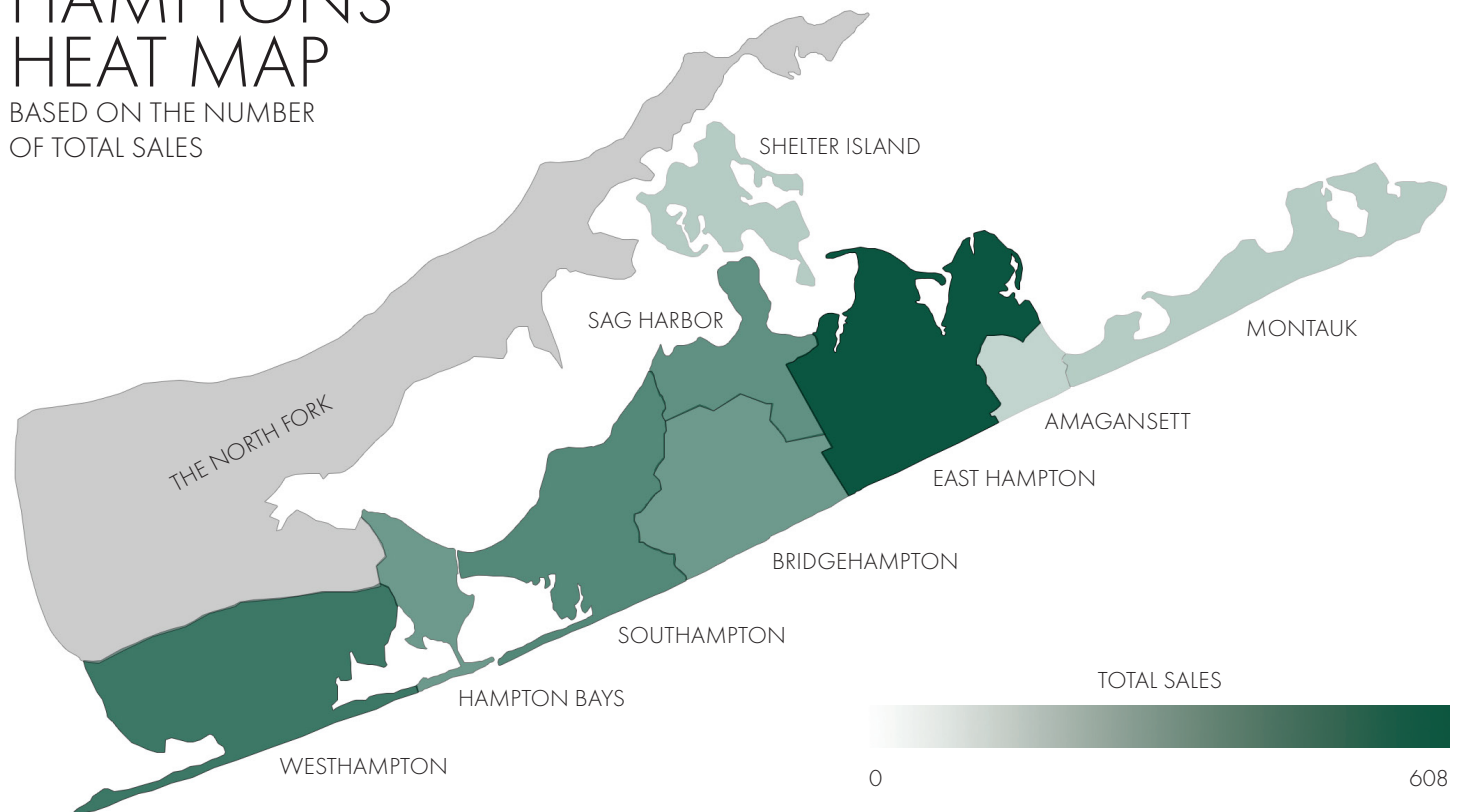 HAMPTONS
HEAT MAP
BASED ON THE NUMBER
OF TOTAL SALES
SHELTER ISLAND
SAG HARBOR
MONTAUK
THE NORTH FORK
AMAGANSETT
EAST HAMPTON
BRIDGEHAMPTON
SOUTHAMPTON
HAMPTON BAYS
WESTHAMPTON
TOTAL SALES
0
608